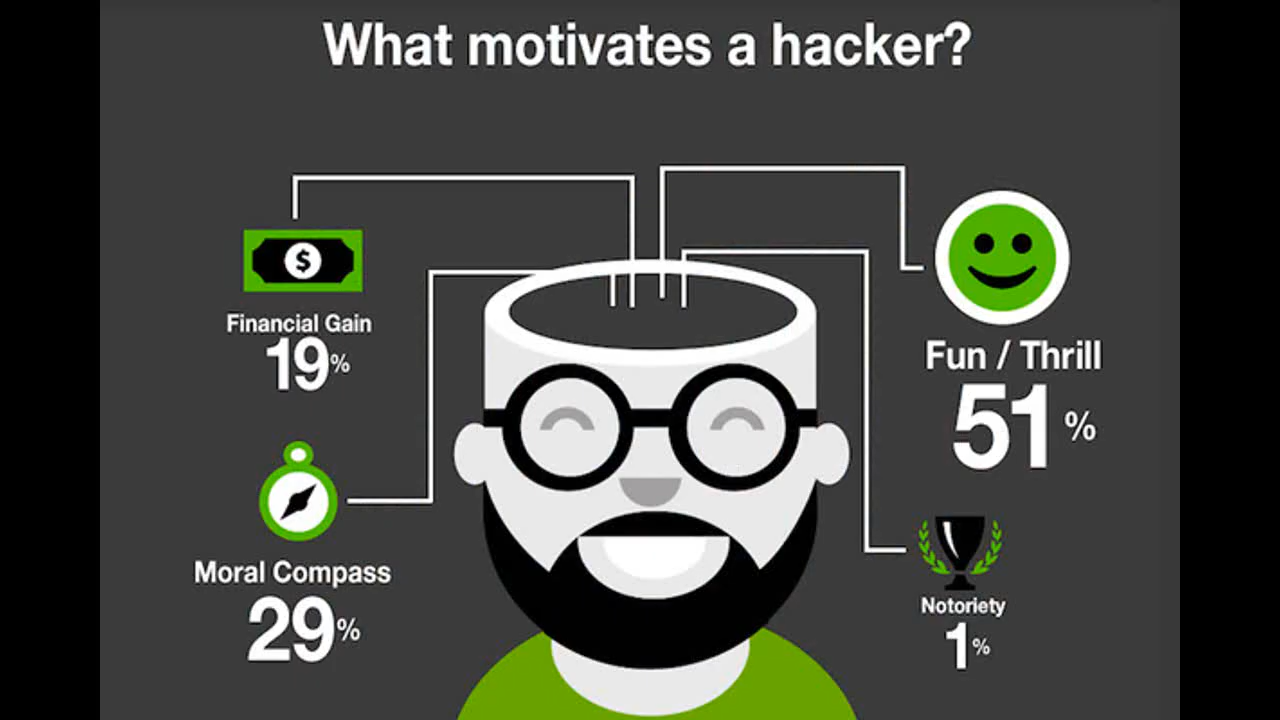 What motivates a hacker?
$
Financial Gain
19%
Moral Compass
29%
Fun / Thrill
51%
Notoriety
1%